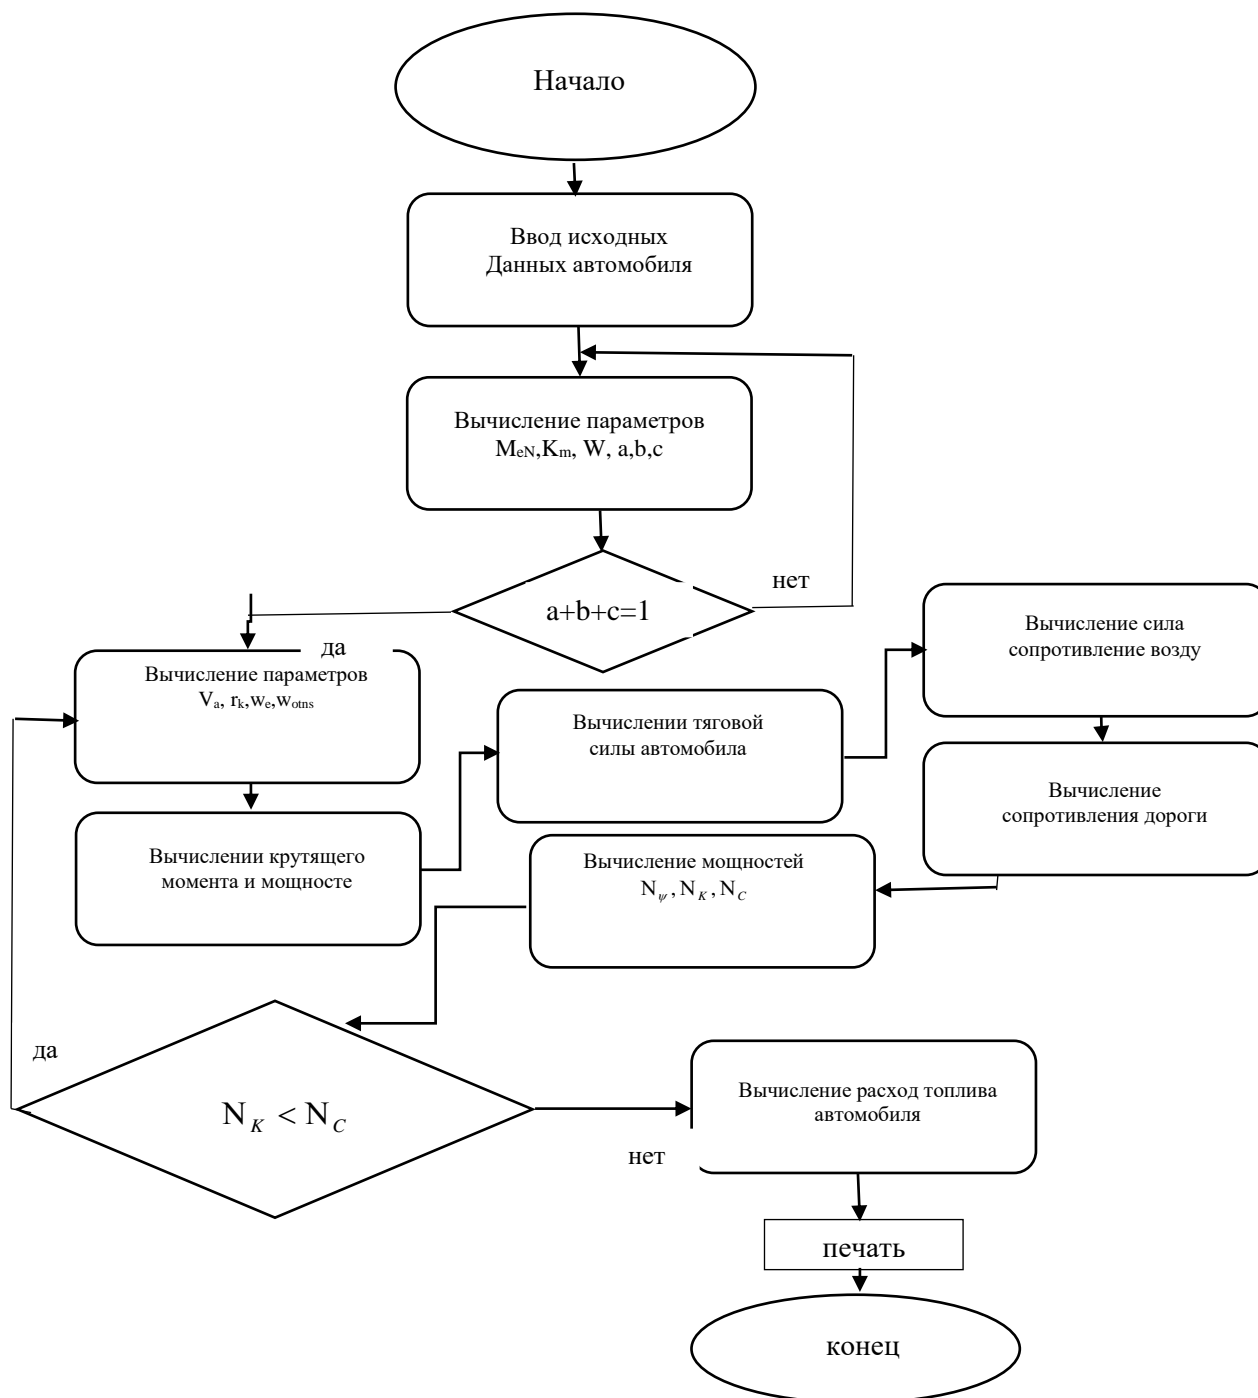 Начало
Ввод исходных
Данных автомобиля
Вычисление параметров
MeN,Km, W, a,b,c
a+b+c=1
нет
да
Вычисление параметров
Va, rk,we,wotns
Вычислении крутящего
момента и мощносте
Вычислении тяговой
силы автомобила
Вычисление сила
сопротивление возду
Вычисление
сопротивления дороги
Вычисление мощностей
Nψ, NK, NC
NK < NC
да
нет
Вычисление расход топлива
автомобиля
печать
конец